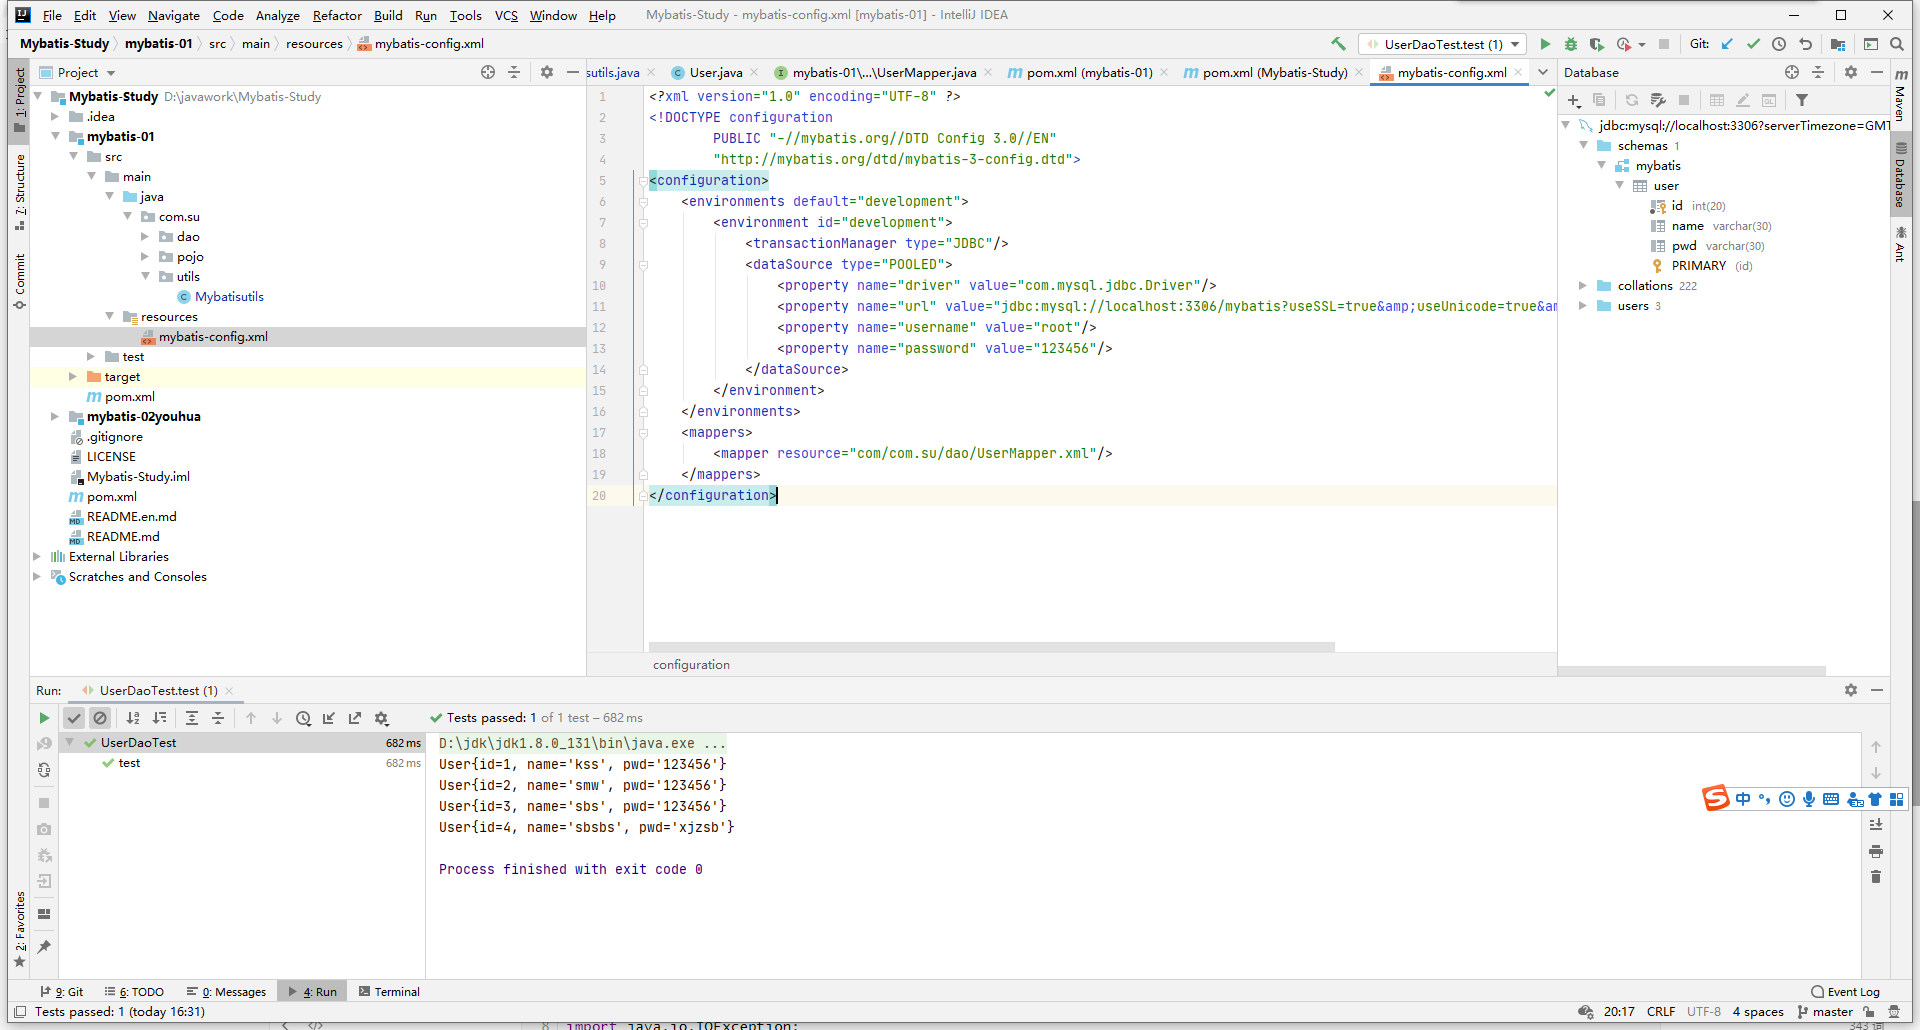 File Edit View Navigate Code Analyze Refactor Build Run Tools VCS Window Help Mybatis-Study - mybatis-config.xml [mybatis-01] - IntelliJ IDEA
Mybatis-Study mybatis-01 src main resources mybatis-config.xml UserDaoTest.test (1) Git:
Project sutils.java User.java mybatis-01\...\UserMapper.java pom.xml (mybatis-01) pom.xml (Mybatis-Study) mybatis-config.xml Database
1: Project
7: Structure
Commit
2: Favorites
Maven
Database
Ant
Mybatis-Study D:\javawork\Mybatis-Study
.idea
mybatis-01
src
main
java
com.su
dao
pojo
utils
Mybatisutils
resources
mybatis-config.xml
test
target
pom.xml
mybatis-02youhua
.gitignore
LICENSE
Mybatis-Study.iml
pom.xml
README.en.md
README.md
External Libraries
Scratches and Consoles
1 <?xml version="1.0" encoding="UTF-8" ?>
2 <!DOCTYPE configuration
3 PUBLIC "-//mybatis.org//DTD Config 3.0//EN"
4 "http://mybatis.org/dtd/mybatis-3-config.dtd">
5 <configuration>
6 <environments default="development">
7 <environment id="development">
8 <transactionManager type="JDBC"/>
9 <dataSource type="POOLED">
10 <property name="driver" value="com.mysql.jdbc.Driver"/>
11 <property name="url" value="jdbc:mysql://localhost:3306/mybatis?useSSL=true&amp;useUnicode=true&am
12 <property name="username" value="root"/>
13 <property name="password" value="123456"/>
14 </dataSource>
15 </environment>
16 </environments>
17 <mappers>
18 <mapper resource="com/com.su/dao/UserMapper.xml"/>
19 </mappers>
20 </configuration>
configuration
jdbc:mysql://localhost:3306?serverTimezone=GMT
schemas 1
mybatis
user
id int(20)
name varchar(30)
pwd varchar(30)
PRIMARY (id)
collations 222
users 3
Run: UserDaoTest.test (1)
Tests passed: 1 of 1 test – 682 ms
UserDaoTest 682 ms
test 682 ms
D:\jdk\jdk1.8.0_131\bin\java.exe ...
User{id=1, name='kss', pwd='123456'}
User{id=2, name='smw', pwd='123456'}
User{id=3, name='sbs', pwd='123456'}
User{id=4, name='sbsbs', pwd='xjzsb'}
Process finished with exit code 0
中
9: Git 6: TODO 0: Messages 4: Run Terminal Event Log
Tests passed: 1 (today 16:31) 20:17 CRLF UTF-8 4 spaces master
8 import java.io.IOException;
343 词